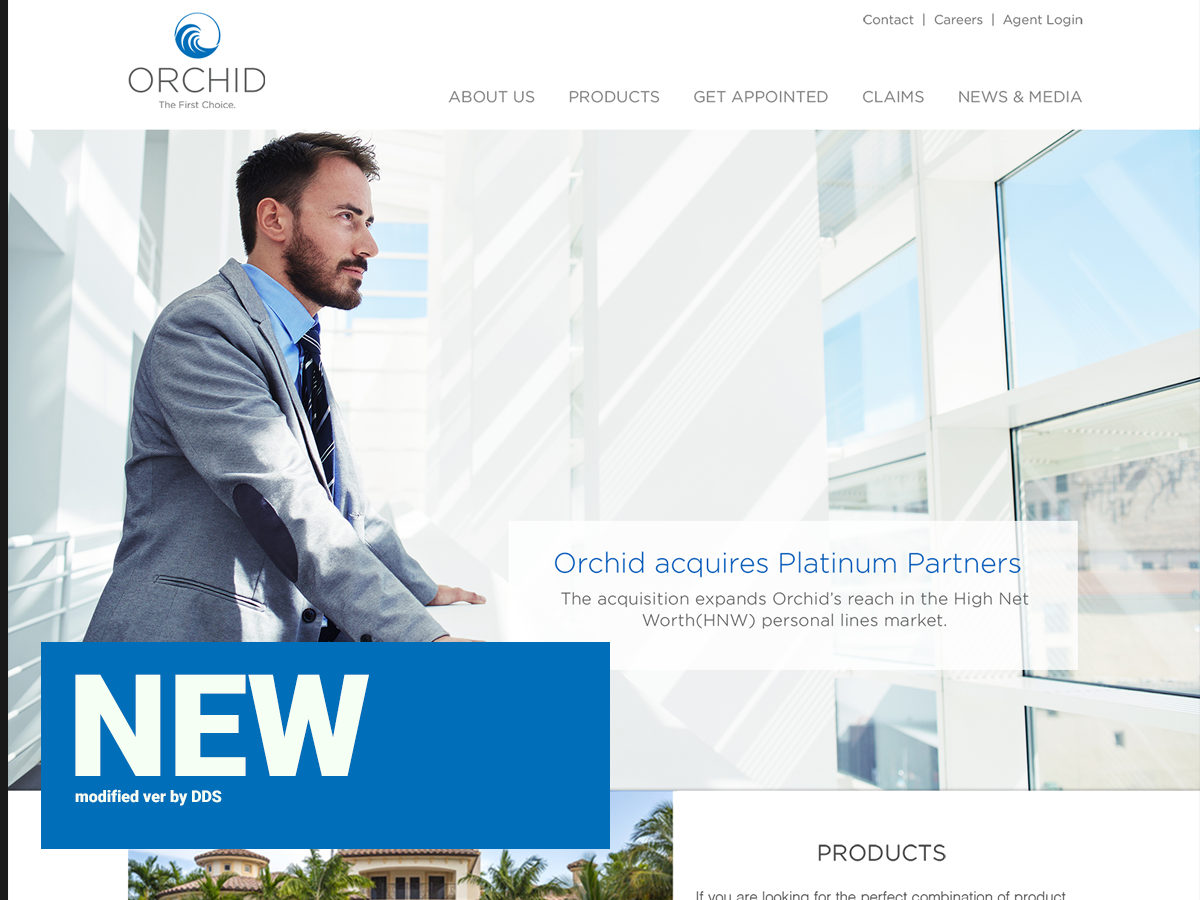 Contact | Careers | Agent Login
ORCHID
The First Choice.
ABOUT US PRODUCTS GET APPOINTED CLAIMS NEWS & MEDIA
Orchid acquires Platinum Partners
The acquisition expands Orchid’s reach in the High Net
Worth(HNW) personal lines market.
NEW
modified ver by DDS
PRODUCTS
If you are looking for the perfect combination of product